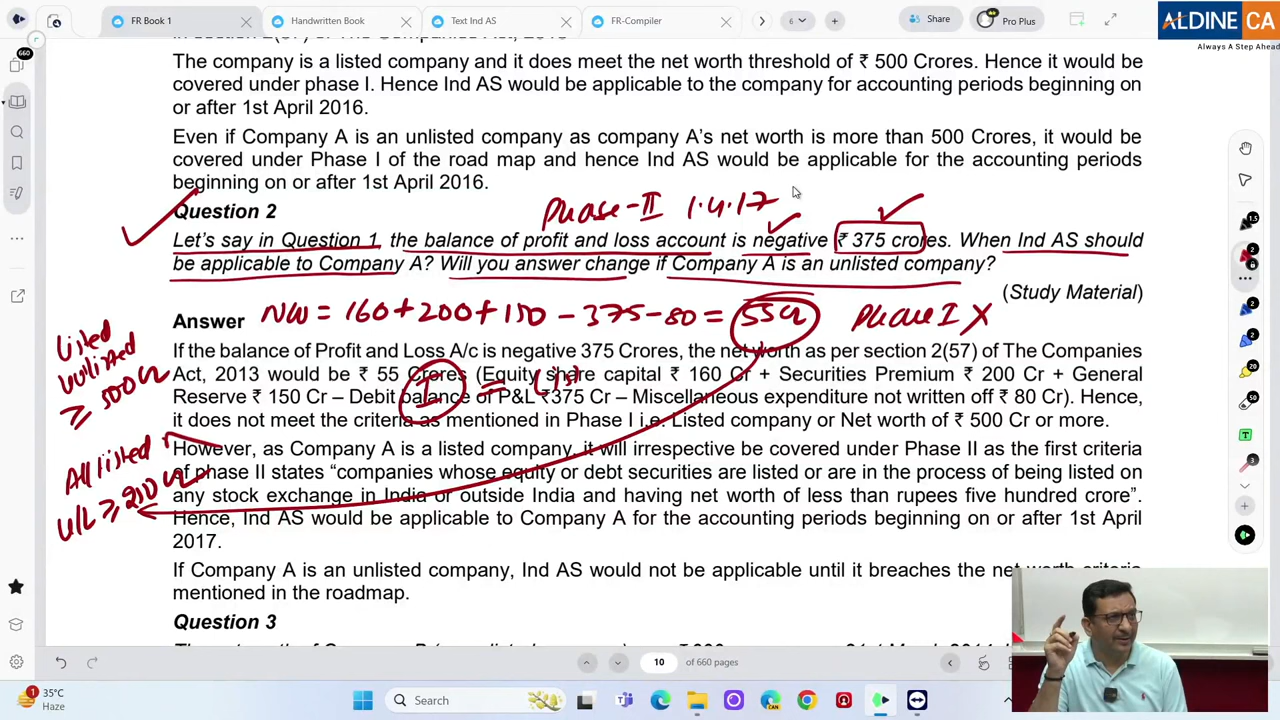 FR Book 1
Handwritten Book
Text Ind AS
FR-Compiler
6
Share
Pro Plus
ALDINE CA
Always A Step Ahead
660
The company is a listed company and it does meet the net worth threshold of ₹ 500 Crores. Hence it would be
covered under phase I. Hence Ind AS would be applicable to the company for accounting periods beginning on
or after 1st April 2016.
Even if Company A is an unlisted company as company A's net worth is more than 500 Crores, it would be
covered under Phase I of the road map and hence Ind AS would be applicable for the accounting periods
beginning on or after 1st April 2016.
Phase-II 1.4.17
Question 2
Let's say in Question 1, the balance of profit and loss account is negative ₹ 375 crores. When Ind AS should
be applicable to Company A? Will you answer change if Company A is an unlisted company?
(Study Material)
NW = 160+200+150 -375-80 = 55Cr Phase I X
Answer
Listed
unlisted
≥ 500Cr
If the balance of Profit and Loss A/c is negative 375 Crores, the net worth as per section 2(57) of The Companies
Act, 2013 would be ₹ 55 Crores (Equity share capital ₹ 160 Cr + Securities Premium ₹ 200 Cr + General
Reserve ₹ 150 Cr – Debit balance of P&L ₹375 Cr – Miscellaneous expenditure not written off ₹ 80 Cr). Hence,
it does not meet the criteria as mentioned in Phase I i.e. Listed company or Net worth of ₹ 500 Cr or more.
I =
All listed
U/L ≥ 250Cr
However, as Company A is a listed company, it will irrespective be covered under Phase II as the first criteria
of phase II states “companies whose equity or debt securities are listed or are in the process of being listed on
any stock exchange in India or outside India and having net worth of less than rupees five hundred crore”.
Hence, Ind AS would be applicable to Company A for the accounting periods beginning on or after 1st April
2017.
If Company A is an unlisted company, Ind AS would not be applicable until it breaches the net worth criteria
mentioned in the roadmap.
Question 3
10 of 660 pages
1
35°C
Haze
Search